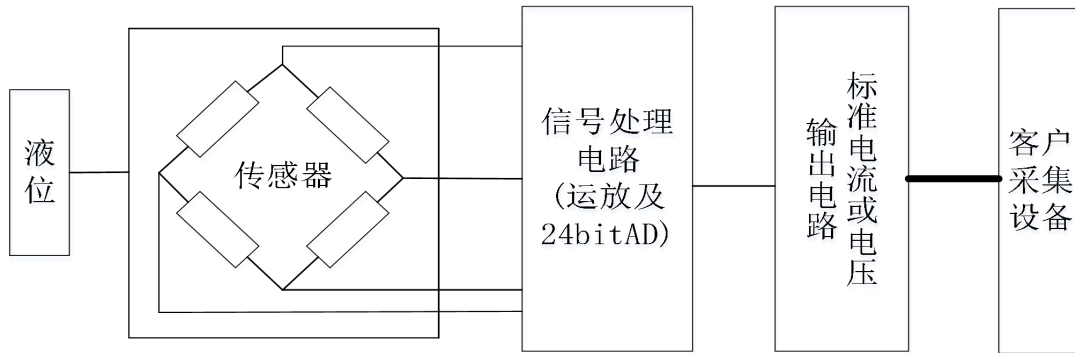 液位
传感器
信号处理
电路
(运放及
24bitAD)
标准电流或电压
输出电路
客户
采集
设备